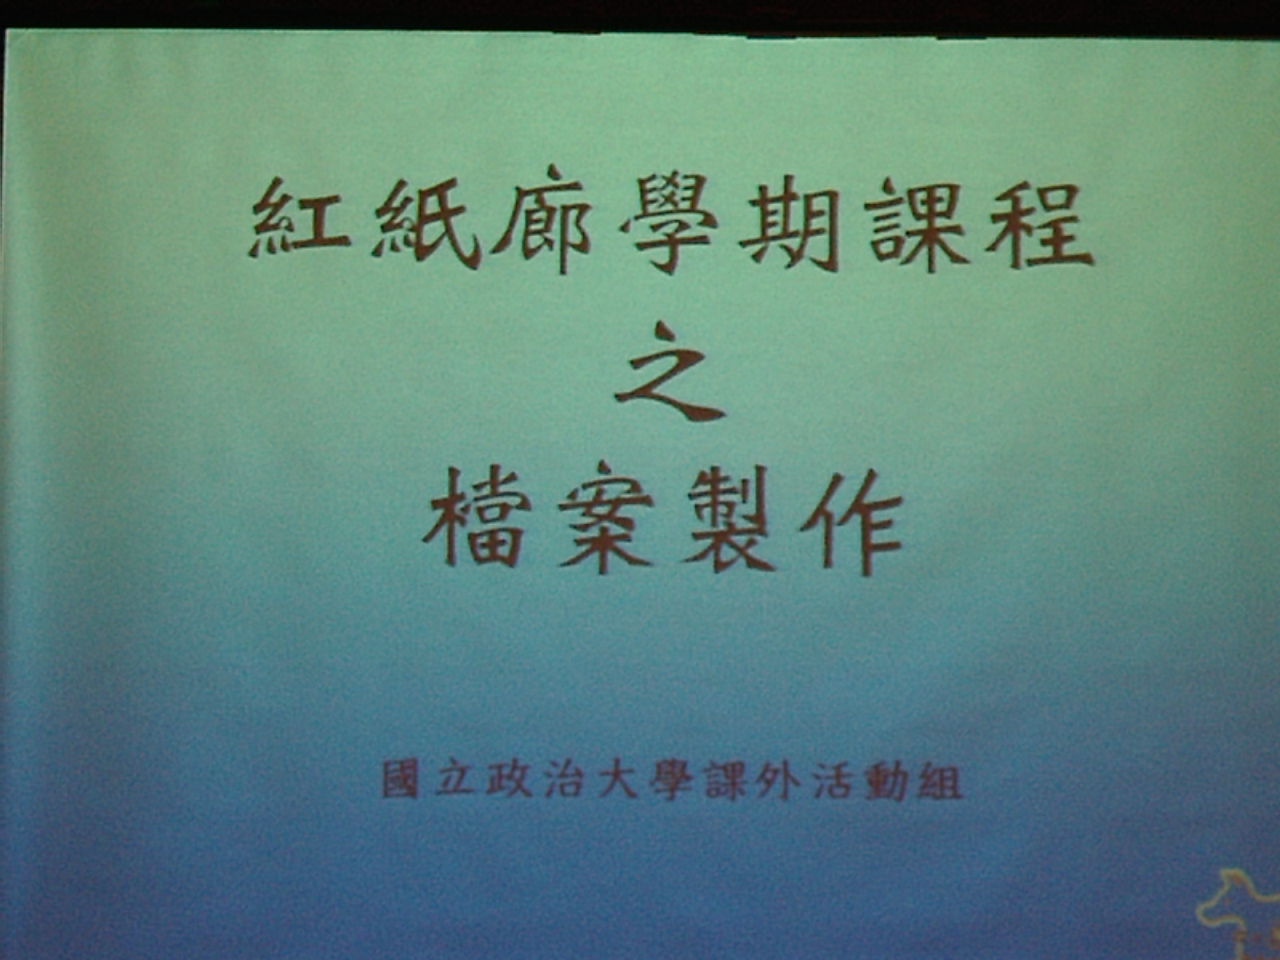 紅紙廊學期課程
之
檔案製作
國立政治大學課外活動組